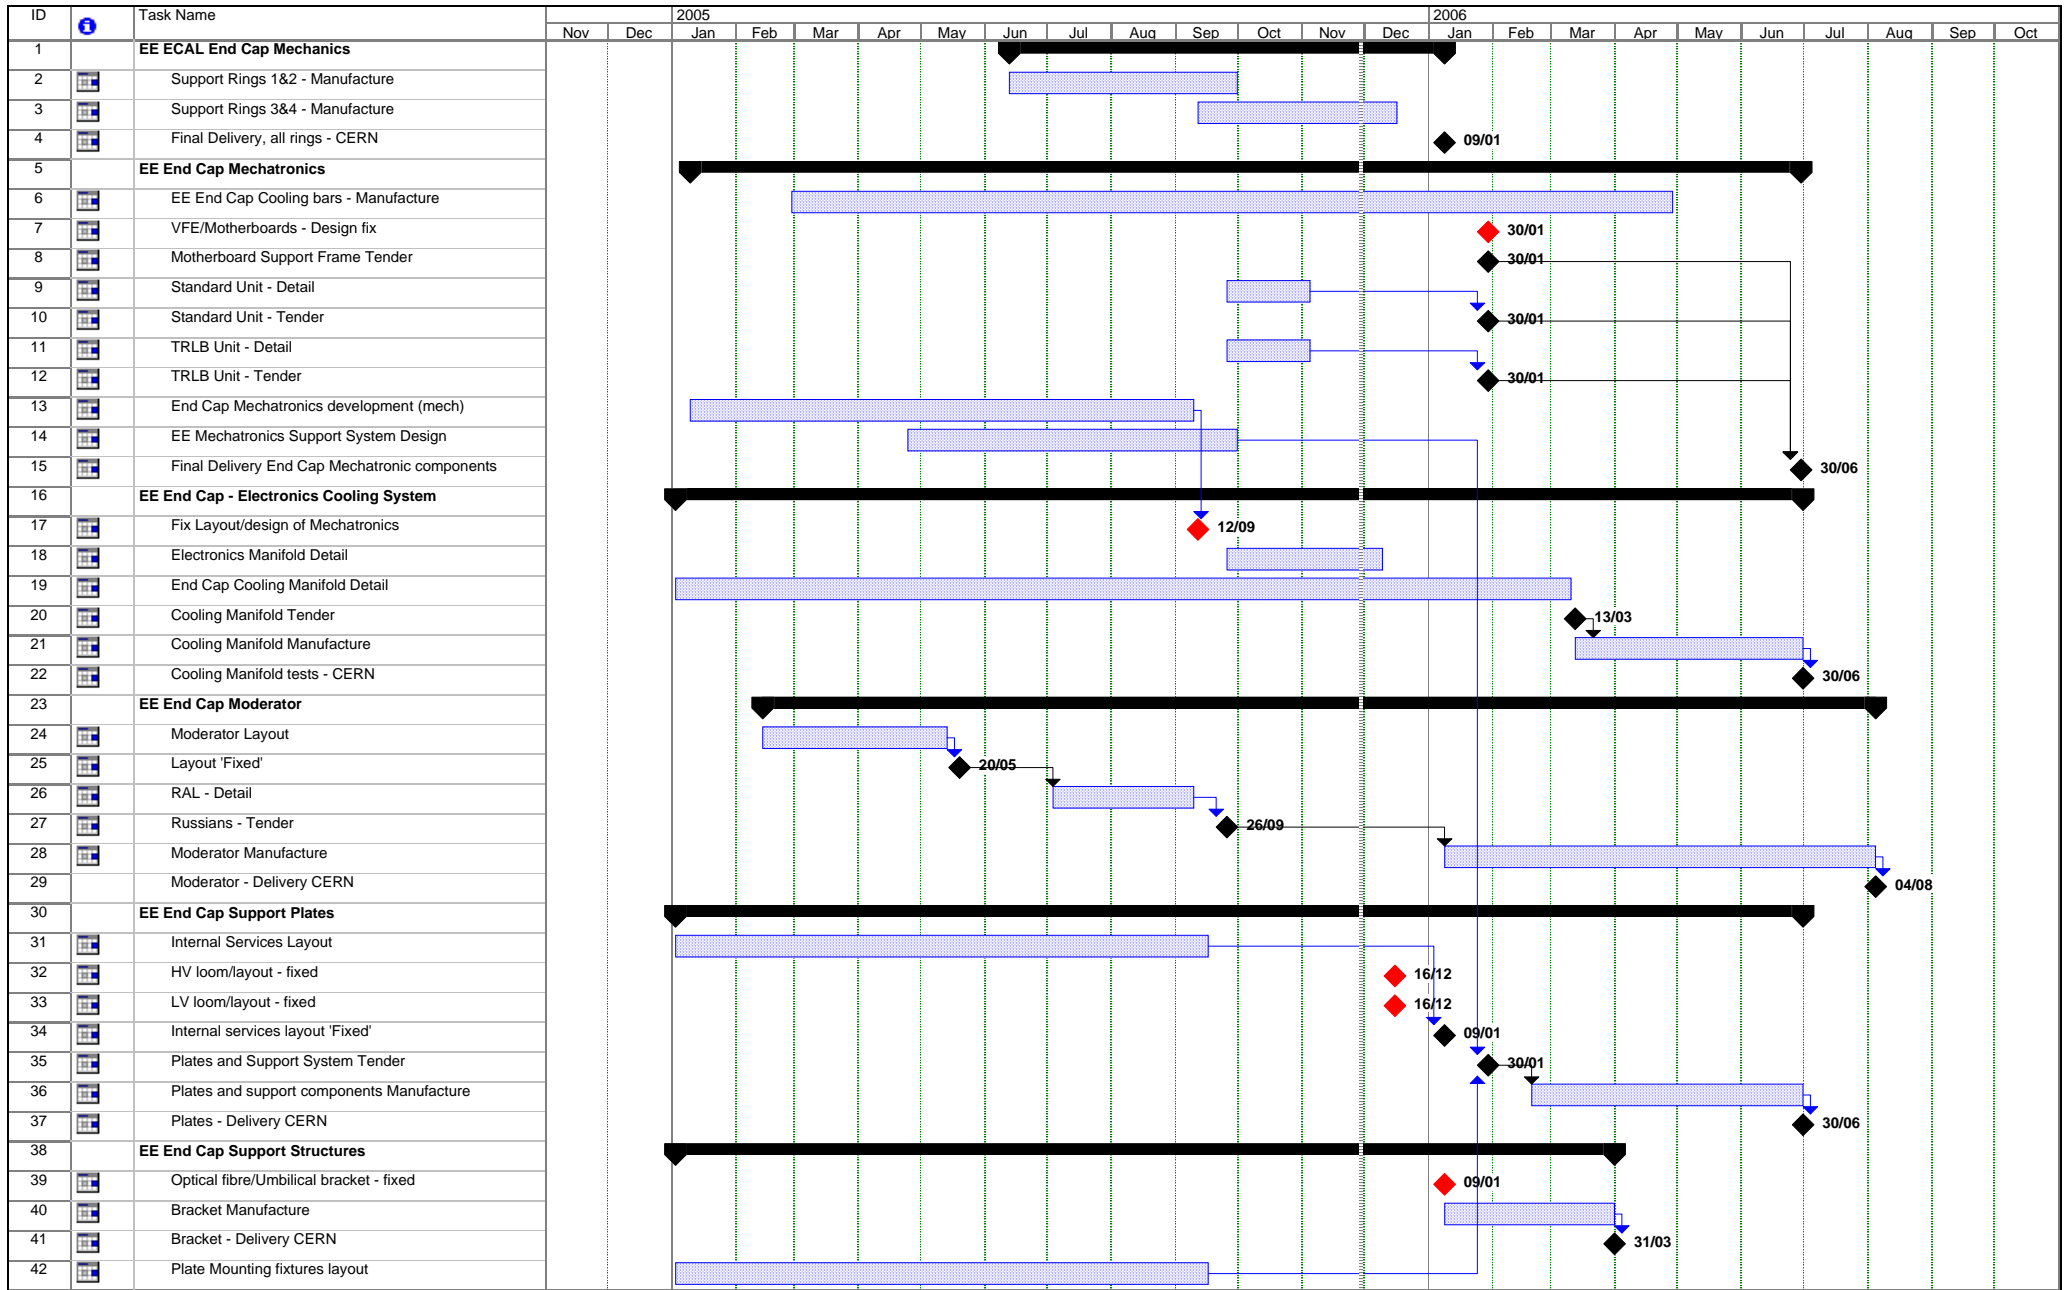 ID Task Name 2005 2006
Nov Dec Jan Feb Mar Apr May Jun Jul Aug Sep Oct Nov Dec Jan Feb Mar Apr May Jun Jul Aug Sep Oct
1 EE ECAL End Cap Mechanics
2 Support Rings 1&2 - Manufacture
3 Support Rings 3&4 - Manufacture
4 Final Delivery, all rings - CERN 09/01
5 EE End Cap Mechatronics
6 EE End Cap Cooling bars - Manufacture
7 VFE/Motherboards - Design fix 30/01
8 Motherboard Support Frame Tender 30/01
9 Standard Unit - Detail
10 Standard Unit - Tender 30/01
11 TRLB Unit - Detail
12 TRLB Unit - Tender 30/01
13 End Cap Mechatronics development (mech)
14 EE Mechatronics Support System Design
15 Final Delivery End Cap Mechatronic components 30/06
16 EE End Cap - Electronics Cooling System
17 Fix Layout/design of Mechatronics 12/09
18 Electronics Manifold Detail
19 End Cap Cooling Manifold Detail
20 Cooling Manifold Tender 13/03
21 Cooling Manifold Manufacture
22 Cooling Manifold tests - CERN 30/06
23 EE End Cap Moderator
24 Moderator Layout
25 Layout 'Fixed' 20/05
26 RAL - Detail
27 Russians - Tender 26/09
28 Moderator Manufacture
29 Moderator - Delivery CERN 04/08
30 EE End Cap Support Plates
31 Internal Services Layout
32 HV loom/layout - fixed 16/12
33 LV loom/layout - fixed 16/12
34 Internal services layout 'Fixed' 09/01
35 Plates and Support System Tender 30/01
36 Plates and support components Manufacture
37 Plates - Delivery CERN 30/06
38 EE End Cap Support Structures
39 Optical fibre/Umbilical bracket - fixed 09/01
40 Bracket Manufacture
41 Bracket - Delivery CERN 31/03
42 Plate Mounting fixtures layout